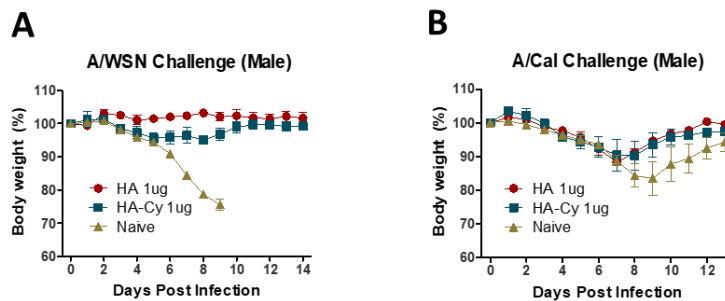 A
A/WSN Challenge (Male)
Body weight (%)
110
100
90
80
70
60
HA 1ug
HA-Cy 1ug
Naive
0 2 4 6 8 10 12 14
Days Post Infection
B
A/Cal Challenge (Male)
Body weight (%)
110
100
90
80
70
60
HA 1ug
HA-Cy 1ug
Naive
0 2 4 6 8 10 12
Days Post Infection